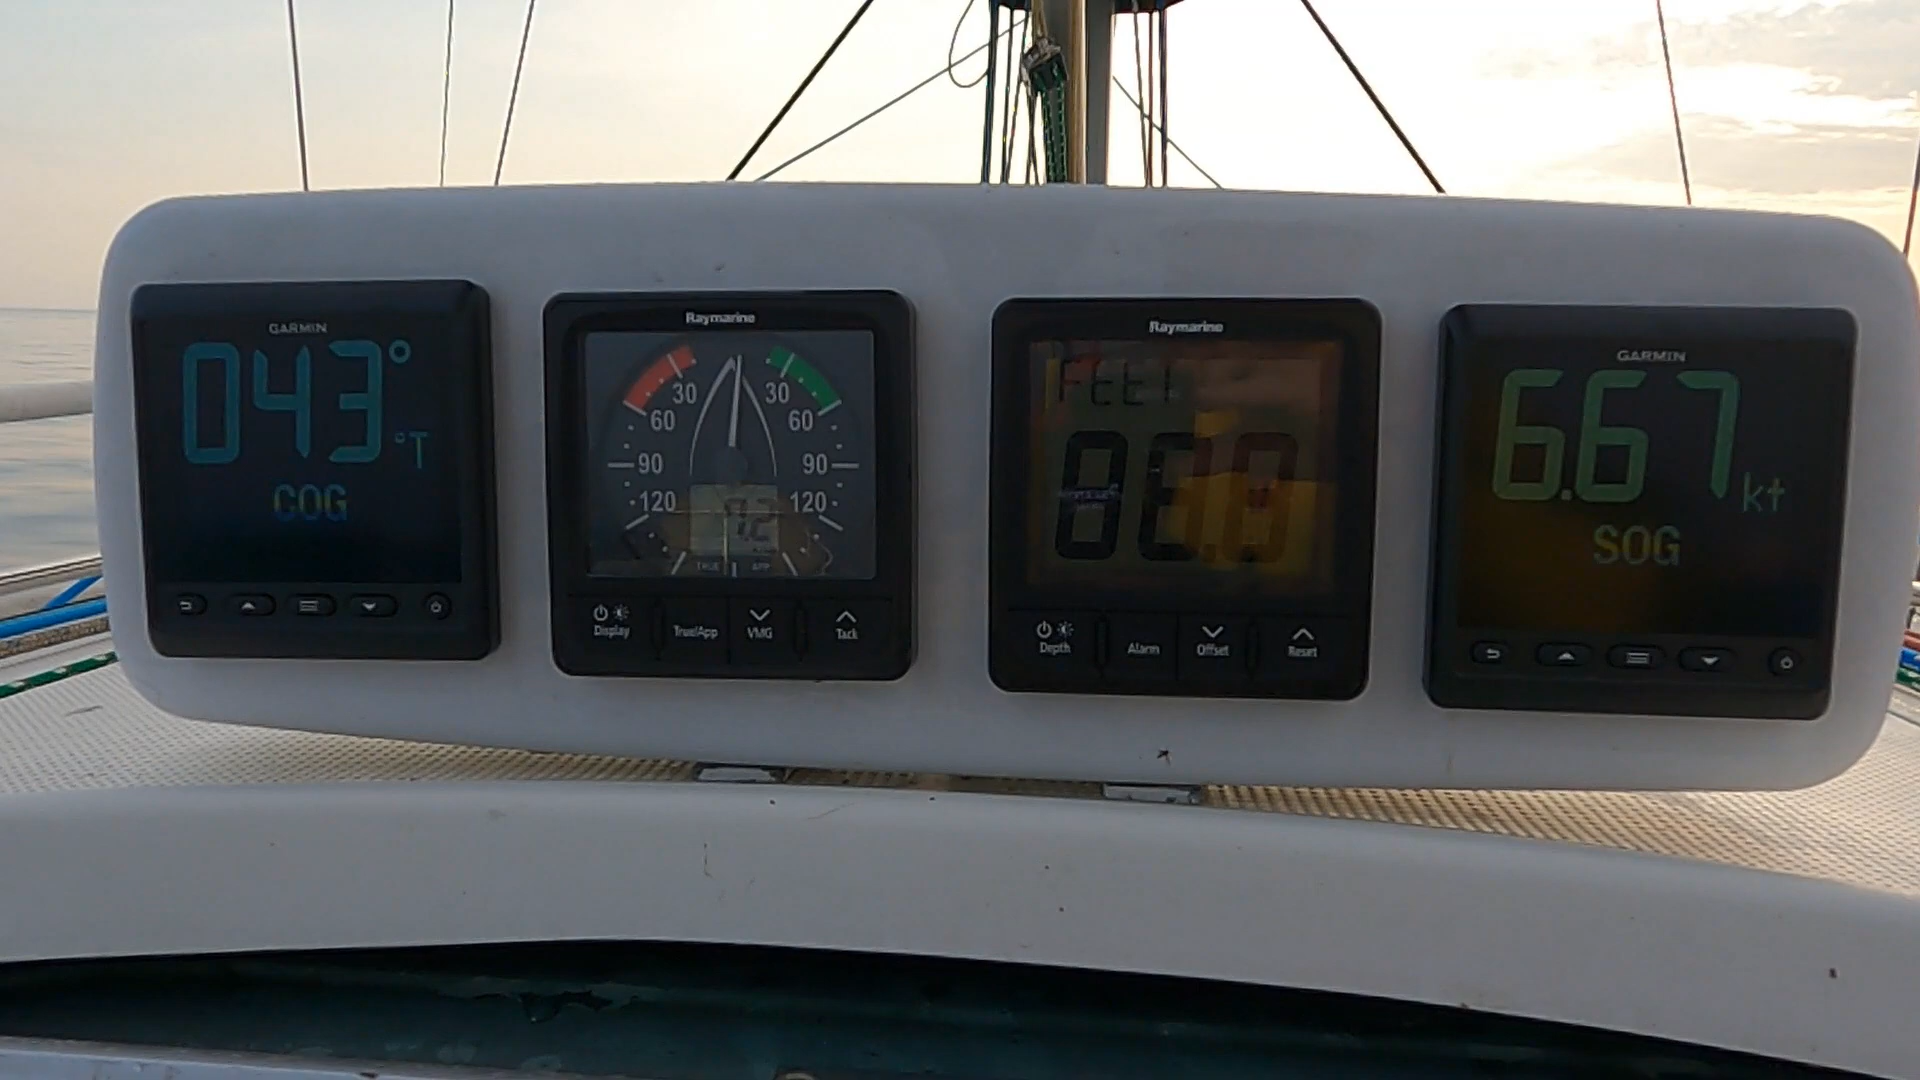 GARMIN
043°
°T
COG
Raymarine
30 30
60 60
90 90
120 120
TRUE APP
Display True/App VMG Tack
Raymarine
FEET
Depth Alarm Offset Reset
GARMIN
6.67
kt
SOG